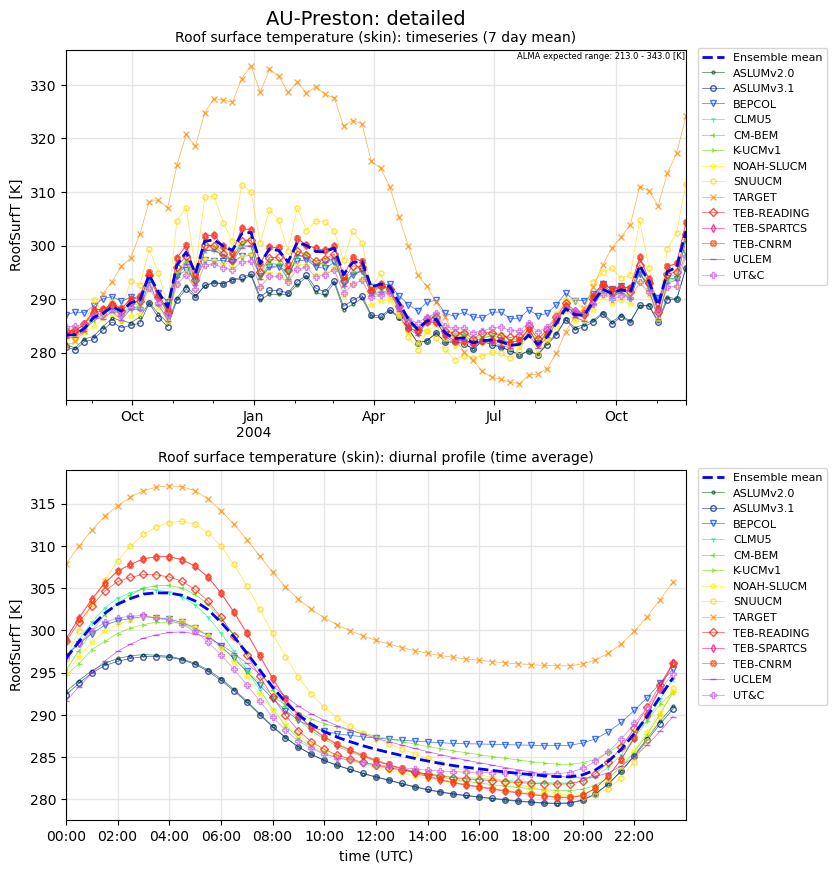 AU-Preston: detailed
Roof surface temperature (skin): timeseries (7 day mean)
ALMA expected range: 213.0 - 343.0 [K]
RoofSurfT [K]
330
320
310
300
290
280
Oct
Jan
2004
Apr
Jul
Oct
Ensemble mean
ASLUMv2.0
ASLUMv3.1
BEPCOL
CLMU5
CM-BEM
K-UCMv1
NOAH-SLUCM
SNUUCM
TARGET
TEB-READING
TEB-SPARTCS
TEB-CNRM
UCLEM
UT&C
Roof surface temperature (skin): diurnal profile (time average)
RoofSurfT [K]
315
310
305
300
295
290
285
280
00:00 02:00 04:00 06:00 08:00 10:00 12:00 14:00 16:00 18:00 20:00 22:00
time (UTC)
Ensemble mean
ASLUMv2.0
ASLUMv3.1
BEPCOL
CLMU5
CM-BEM
K-UCMv1
NOAH-SLUCM
SNUUCM
TARGET
TEB-READING
TEB-SPARTCS
TEB-CNRM
UCLEM
UT&C